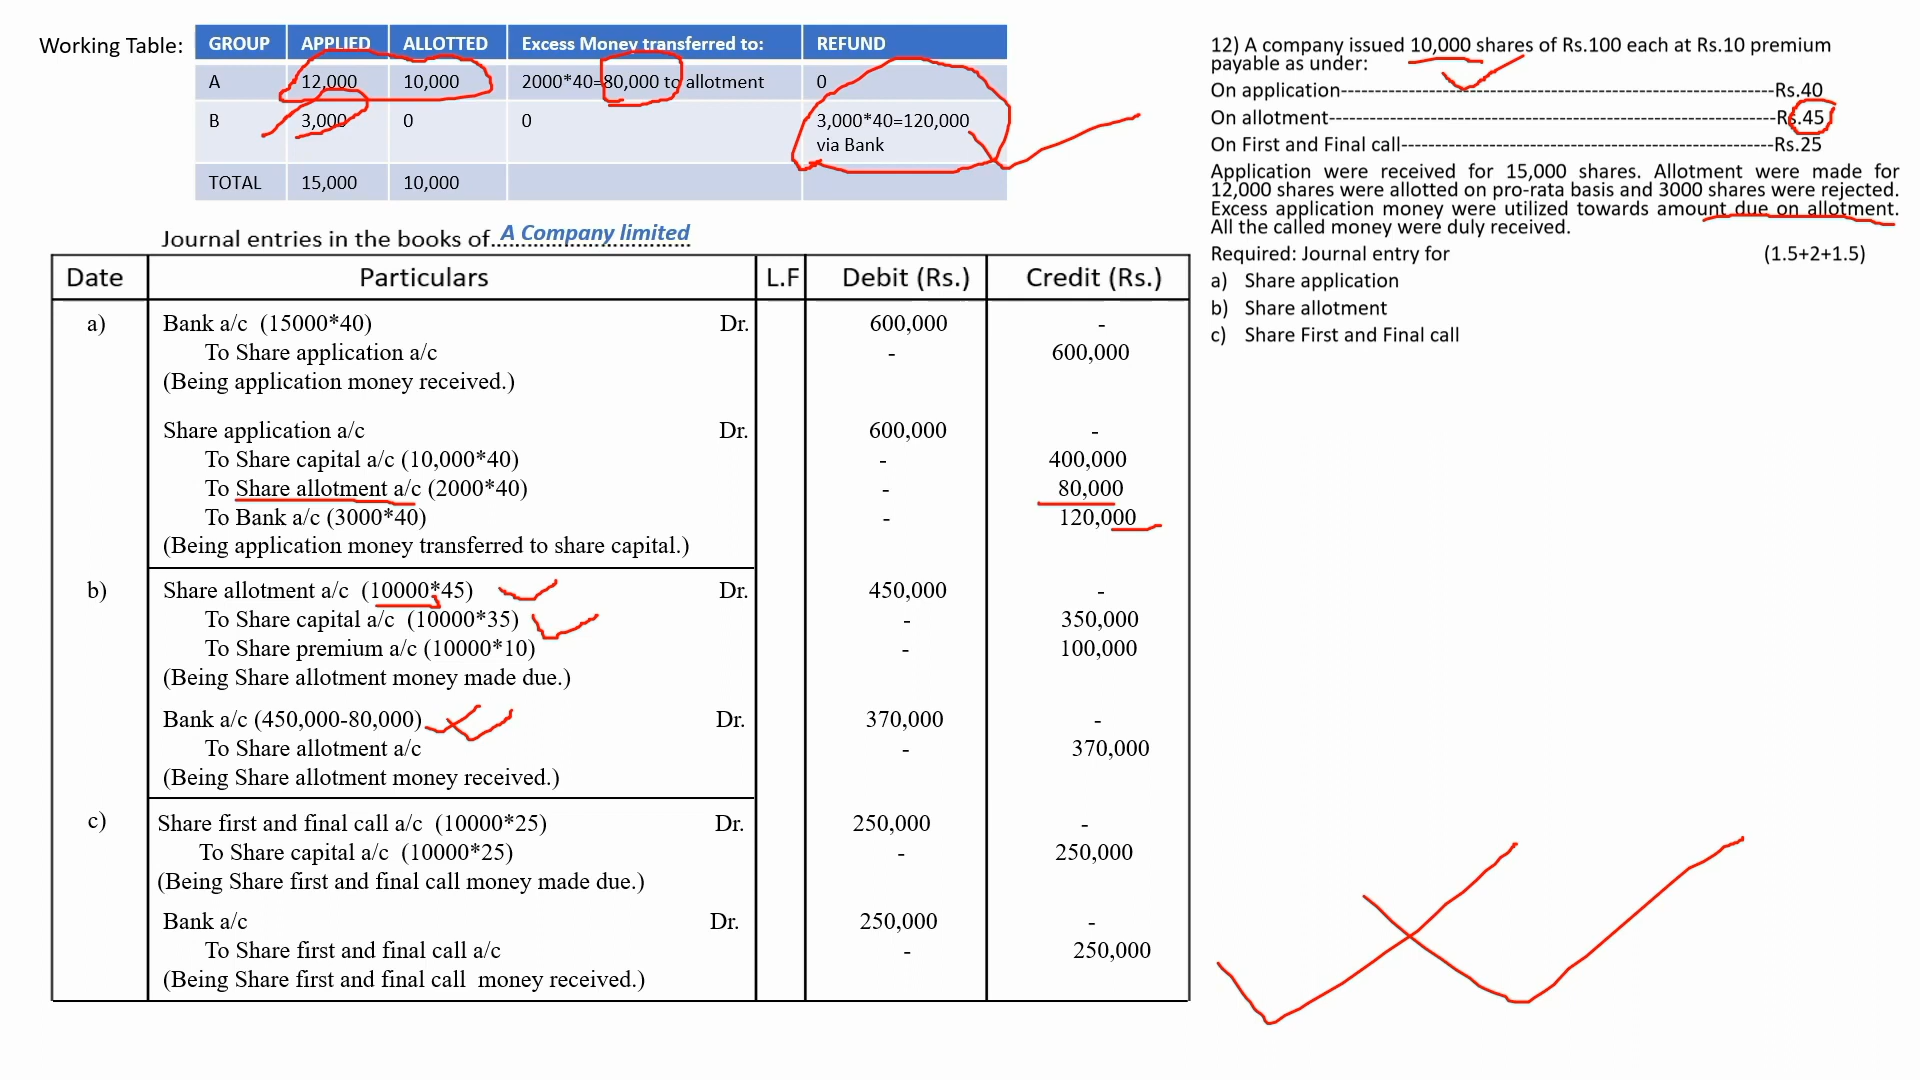 Working Table:
GROUP APPLIED ALLOTTED Excess Money transferred to: REFUND
A 12,000 10,000 2000*40=80,000 to allotment 0
B 3,000 0 0 3,000*40=120,000
via Bank
TOTAL 15,000 10,000
Journal entries in the books of A Company limited
Date Particulars L.F Debit (Rs.) Credit (Rs.)
a) Bank a/c (15000*40) Dr. 600,000 -
To Share application a/c - 600,000
(Being application money received.)
Share application a/c Dr. 600,000 -
To Share capital a/c (10,000*40) - 400,000
To Share allotment a/c (2000*40) - 80,000
To Bank a/c (3000*40) - 120,000
(Being application money transferred to share capital.)
b) Share allotment a/c (10000*45) Dr. 450,000 -
To Share capital a/c (10000*35) - 350,000
To Share premium a/c (10000*10) - 100,000
(Being Share allotment money made due.)
Bank a/c (450,000-80,000) Dr. 370,000 -
To Share allotment a/c - 370,000
(Being Share allotment money received.)
c) Share first and final call a/c (10000*25) Dr. 250,000 -
To Share capital a/c (10000*25) - 250,000
(Being Share first and final call money made due.)
Bank a/c Dr. 250,000 -
To Share first and final call a/c - 250,000
(Being Share first and final call money received.)
12) A company issued 10,000 shares of Rs.100 each at Rs.10 premium
payable as under:
On application---Rs.40
On allotment---Rs.45
On First and Final call---Rs.25
Application were received for 15,000 shares. Allotment were made for
12,000 shares were allotted on pro-rata basis and 3000 shares were rejected.
Excess application money were utilized towards amount due on allotment.
All the called money were duly received.
Required: Journal entry for (1.5+2+1.5)
a) Share application
b) Share allotment
c) Share First and Final call